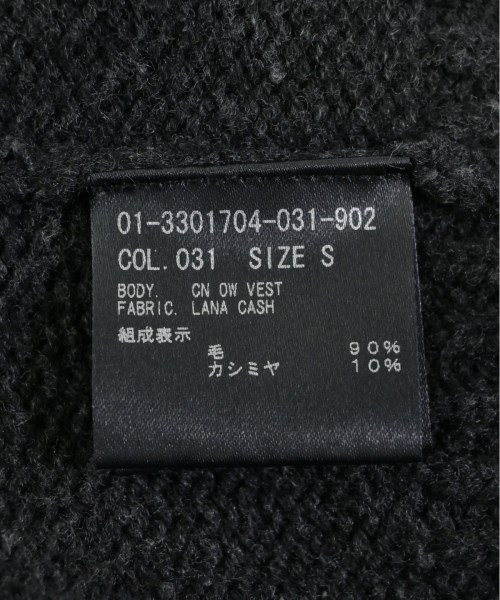 01-3301704-031-902
COL.031 SIZE S
BODY. CN OW VEST
FABRIC. LANA CASH
組成表示
毛 90%
カシミヤ 10%